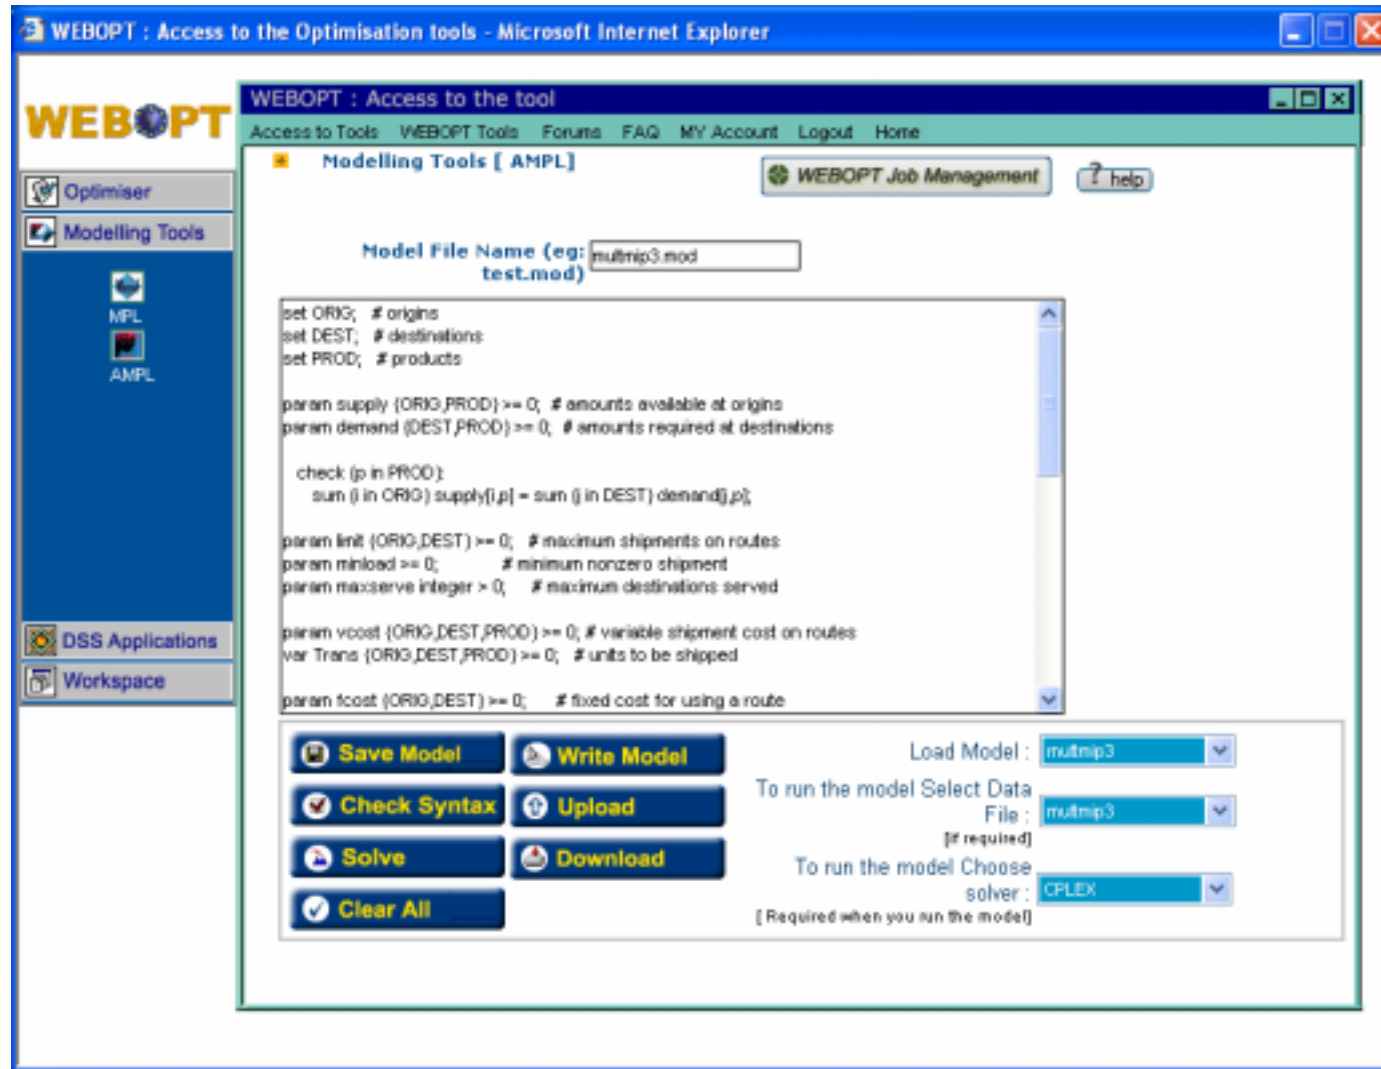 WEBOPT : Access to the Optimisation tools - Microsoft Internet Explorer
WEBOPT
WEBOPT : Access to the tool
Access to Tools WEBOPT Tools Forums FAQ MY Account Logout Home
Optimiser
Modelling Tools
MPL
AMPL
DSS Applications
Workspace
Modelling Tools [ AMPL]
WEBOPT Job Management
? help
Model File Name (eg: test.mod)
multmip3.mod
set ORIG;   # origins
set DEST;   # destinations
set PROD;   # products
param supply {ORIG,PROD} >= 0;  # amounts available at origins
param demand {DEST,PROD} >= 0;  # amounts required at destinations
check {p in PROD}:
sum {i in ORIG} supply[i,p] = sum {j in DEST} demand[j,p];
param limit {ORIG,DEST} >= 0;   # maximum shipments on routes
param minload >= 0;         # minimum nonzero shipment
param maxserve integer > 0;    # maximum destinations served
param vcost {ORIG,DEST,PROD} >= 0; # variable shipment cost on routes
var Trans {ORIG,DEST,PROD} >= 0;   # units to be shipped
param fcost {ORIG,DEST} >= 0;     # fixed cost for using a route
Save Model
Write Model
Check Syntax
Upload
Solve
Download
Clear All
Load Model : multmip3
To run the model Select Data
File : multmip3
[if required]
To run the model Choose
solver : CPLEX
[ Required when you run the model]